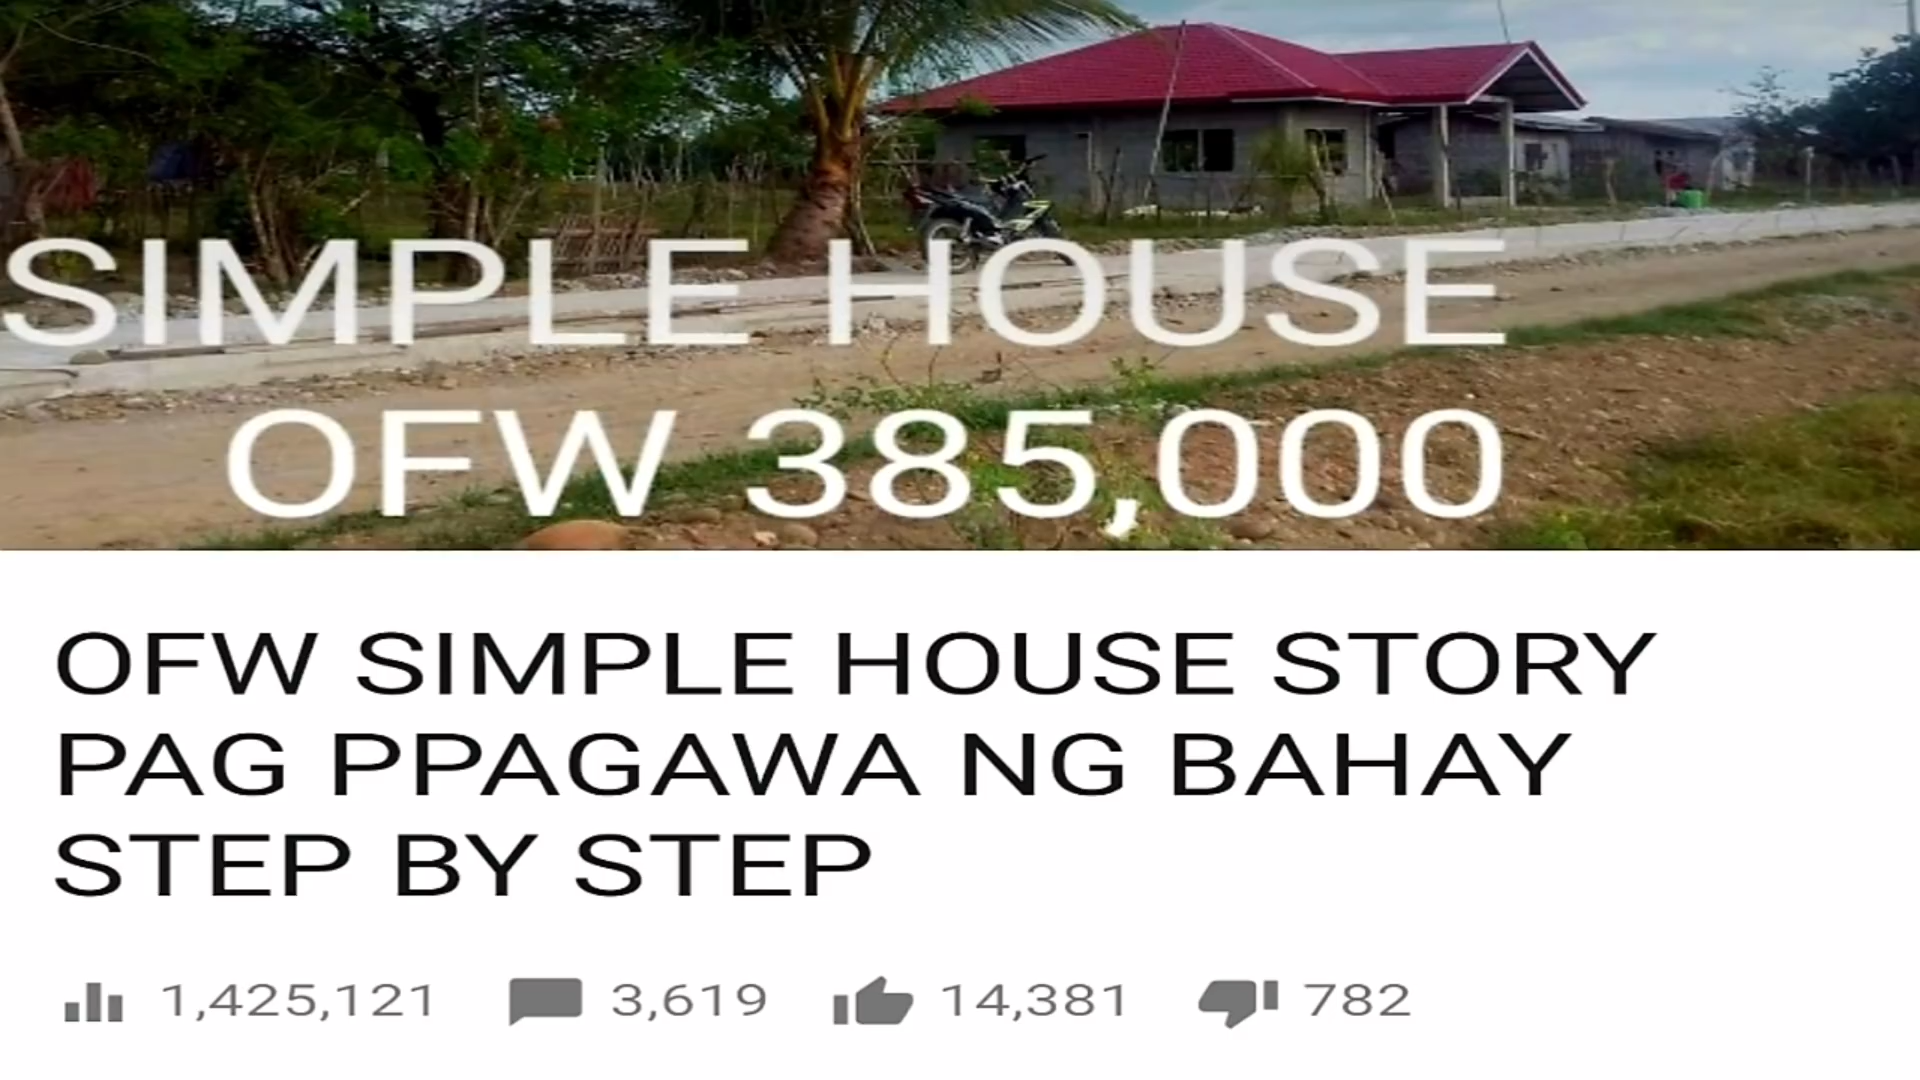 SIMPLE HOUSE
OFW 385,000
OFW SIMPLE HOUSE STORY
PAG PPAGAWA NG BAHAY
STEP BY STEP
1,425,121 3,619 14,381 782